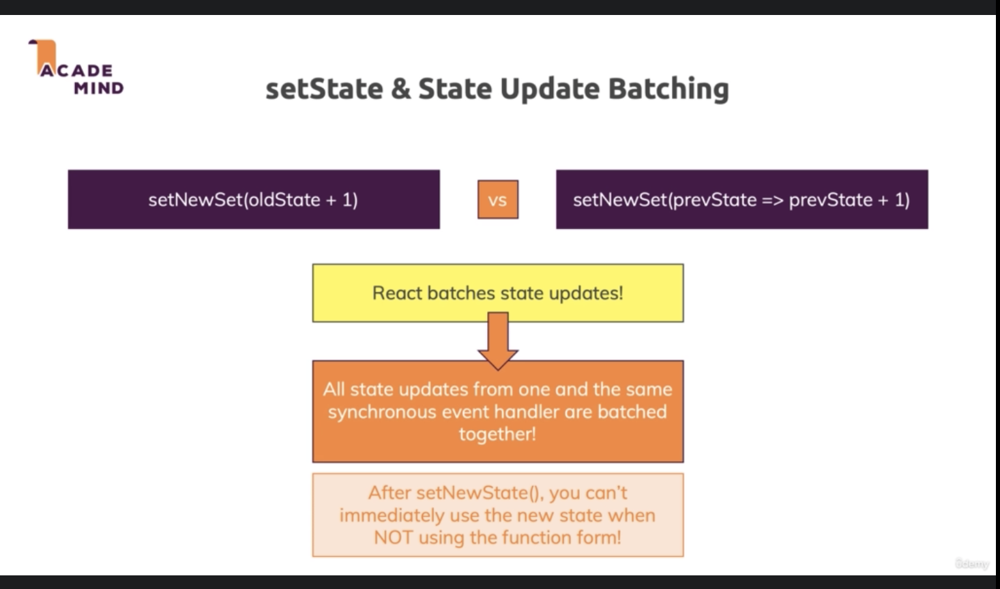 ACADE
MIND
setState & State Update Batching
setNewSet(oldState + 1)
vs
setNewSet(prevState => prevState + 1)
React batches state updates!
All state updates from one and the same
synchronous event handler are batched
together!
After setNewState(), you can't
immediately use the new state when
NOT using the function form!
ûdemy